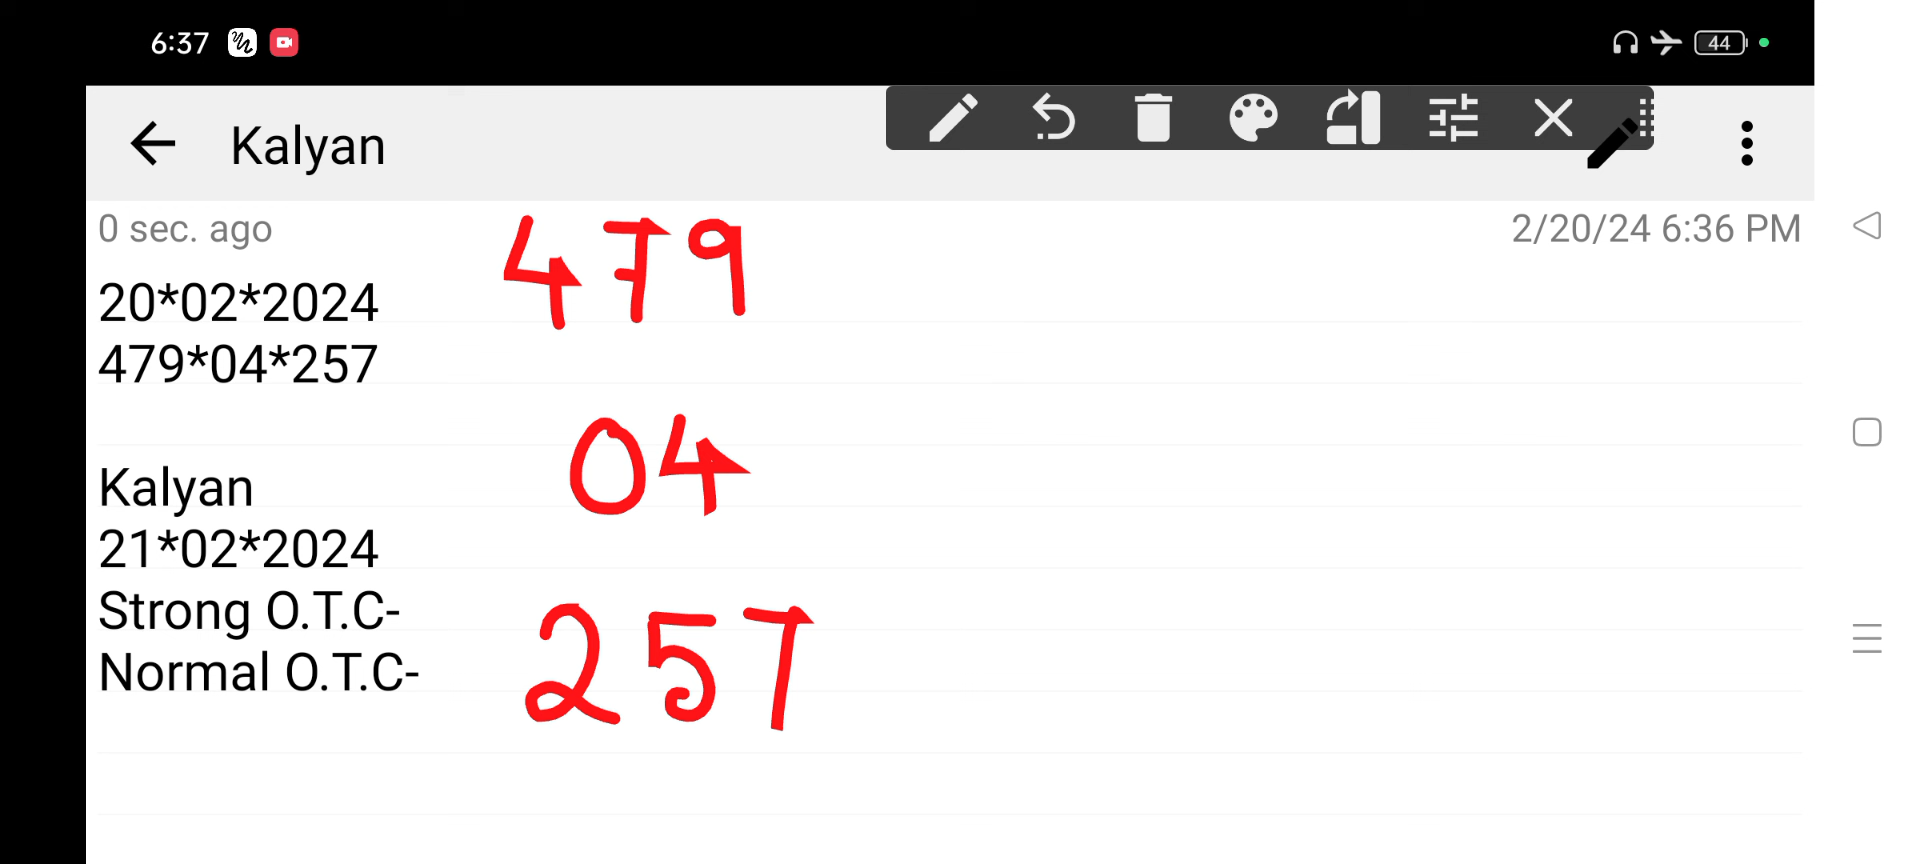 6:37
44
Kalyan
0 sec. ago
2/20/24 6:36 PM
479
20*02*2024
479*04*257
04
Kalyan
21*02*2024
Strong O.T.C-
Normal O.T.C-
257